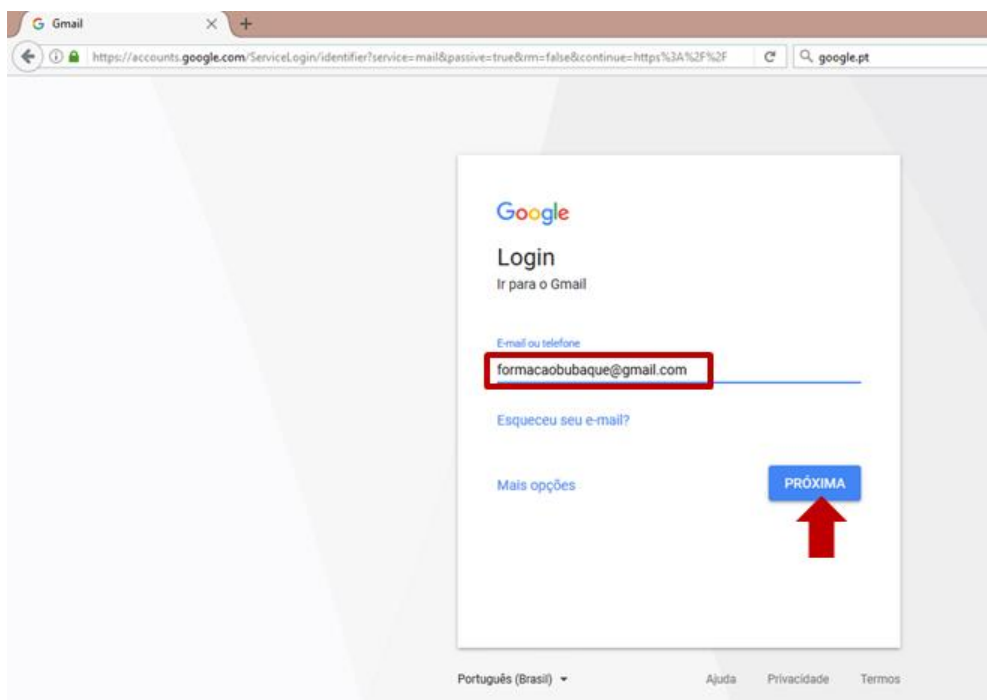 Gmail
https://accounts.google.com/ServiceLogin/identifier?service=mail&passive=true&rm=false&continue=https%3A%2F%2F
google.pt
Google
Login
Ir para o Gmail
E-mail ou telefone
formacaobubaque@gmail.com
Esqueceu seu e-mail?
Mais opções
PRÓXIMA
Português (Brasil)
Ajuda Privacidade Termos